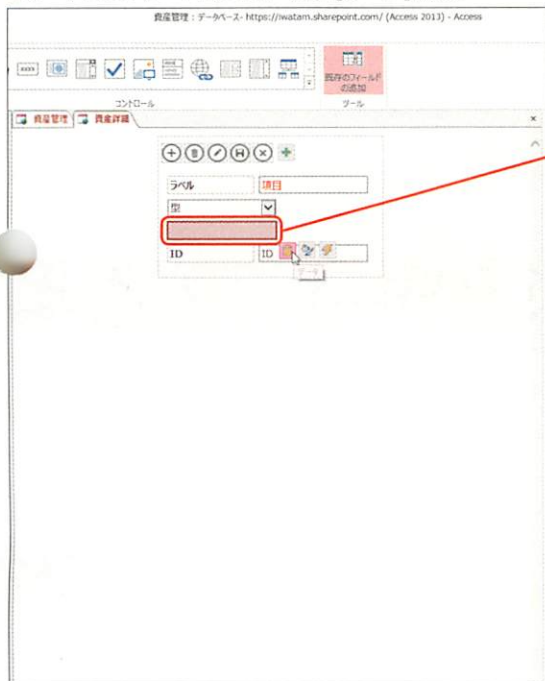 資産管理 : データベース- https://iwatam.sharepoint.com/ (Access 2013) - Access
既存のフィールド
の追加
コントロール
ツール
資産管理
資産詳細
ラベル
項目
型
ID
ID
データ